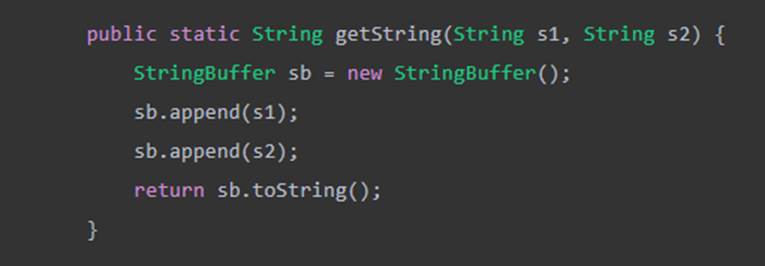 public static String getString(String s1, String s2) {
StringBuffer sb = new StringBuffer();
sb.append(s1);
sb.append(s2);
return sb.toString();
}